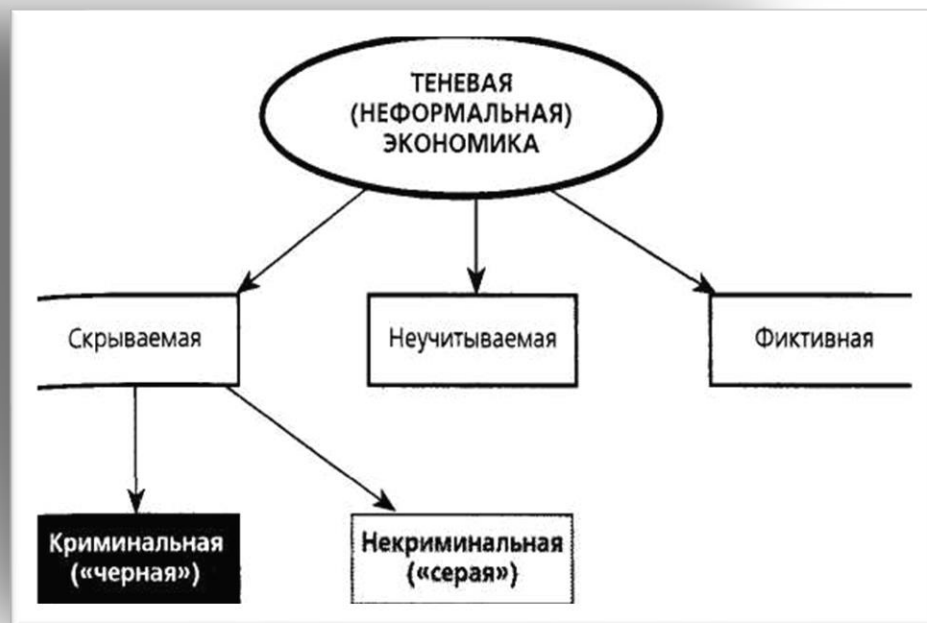 ТЕНЕВАЯ
(НЕФОРМАЛЬНАЯ)
ЭКОНОМИКА
Скрываемая
Неучитываемая
Фиктивная
Криминальная
(«черная»)
Некриминальная
(«серая»)